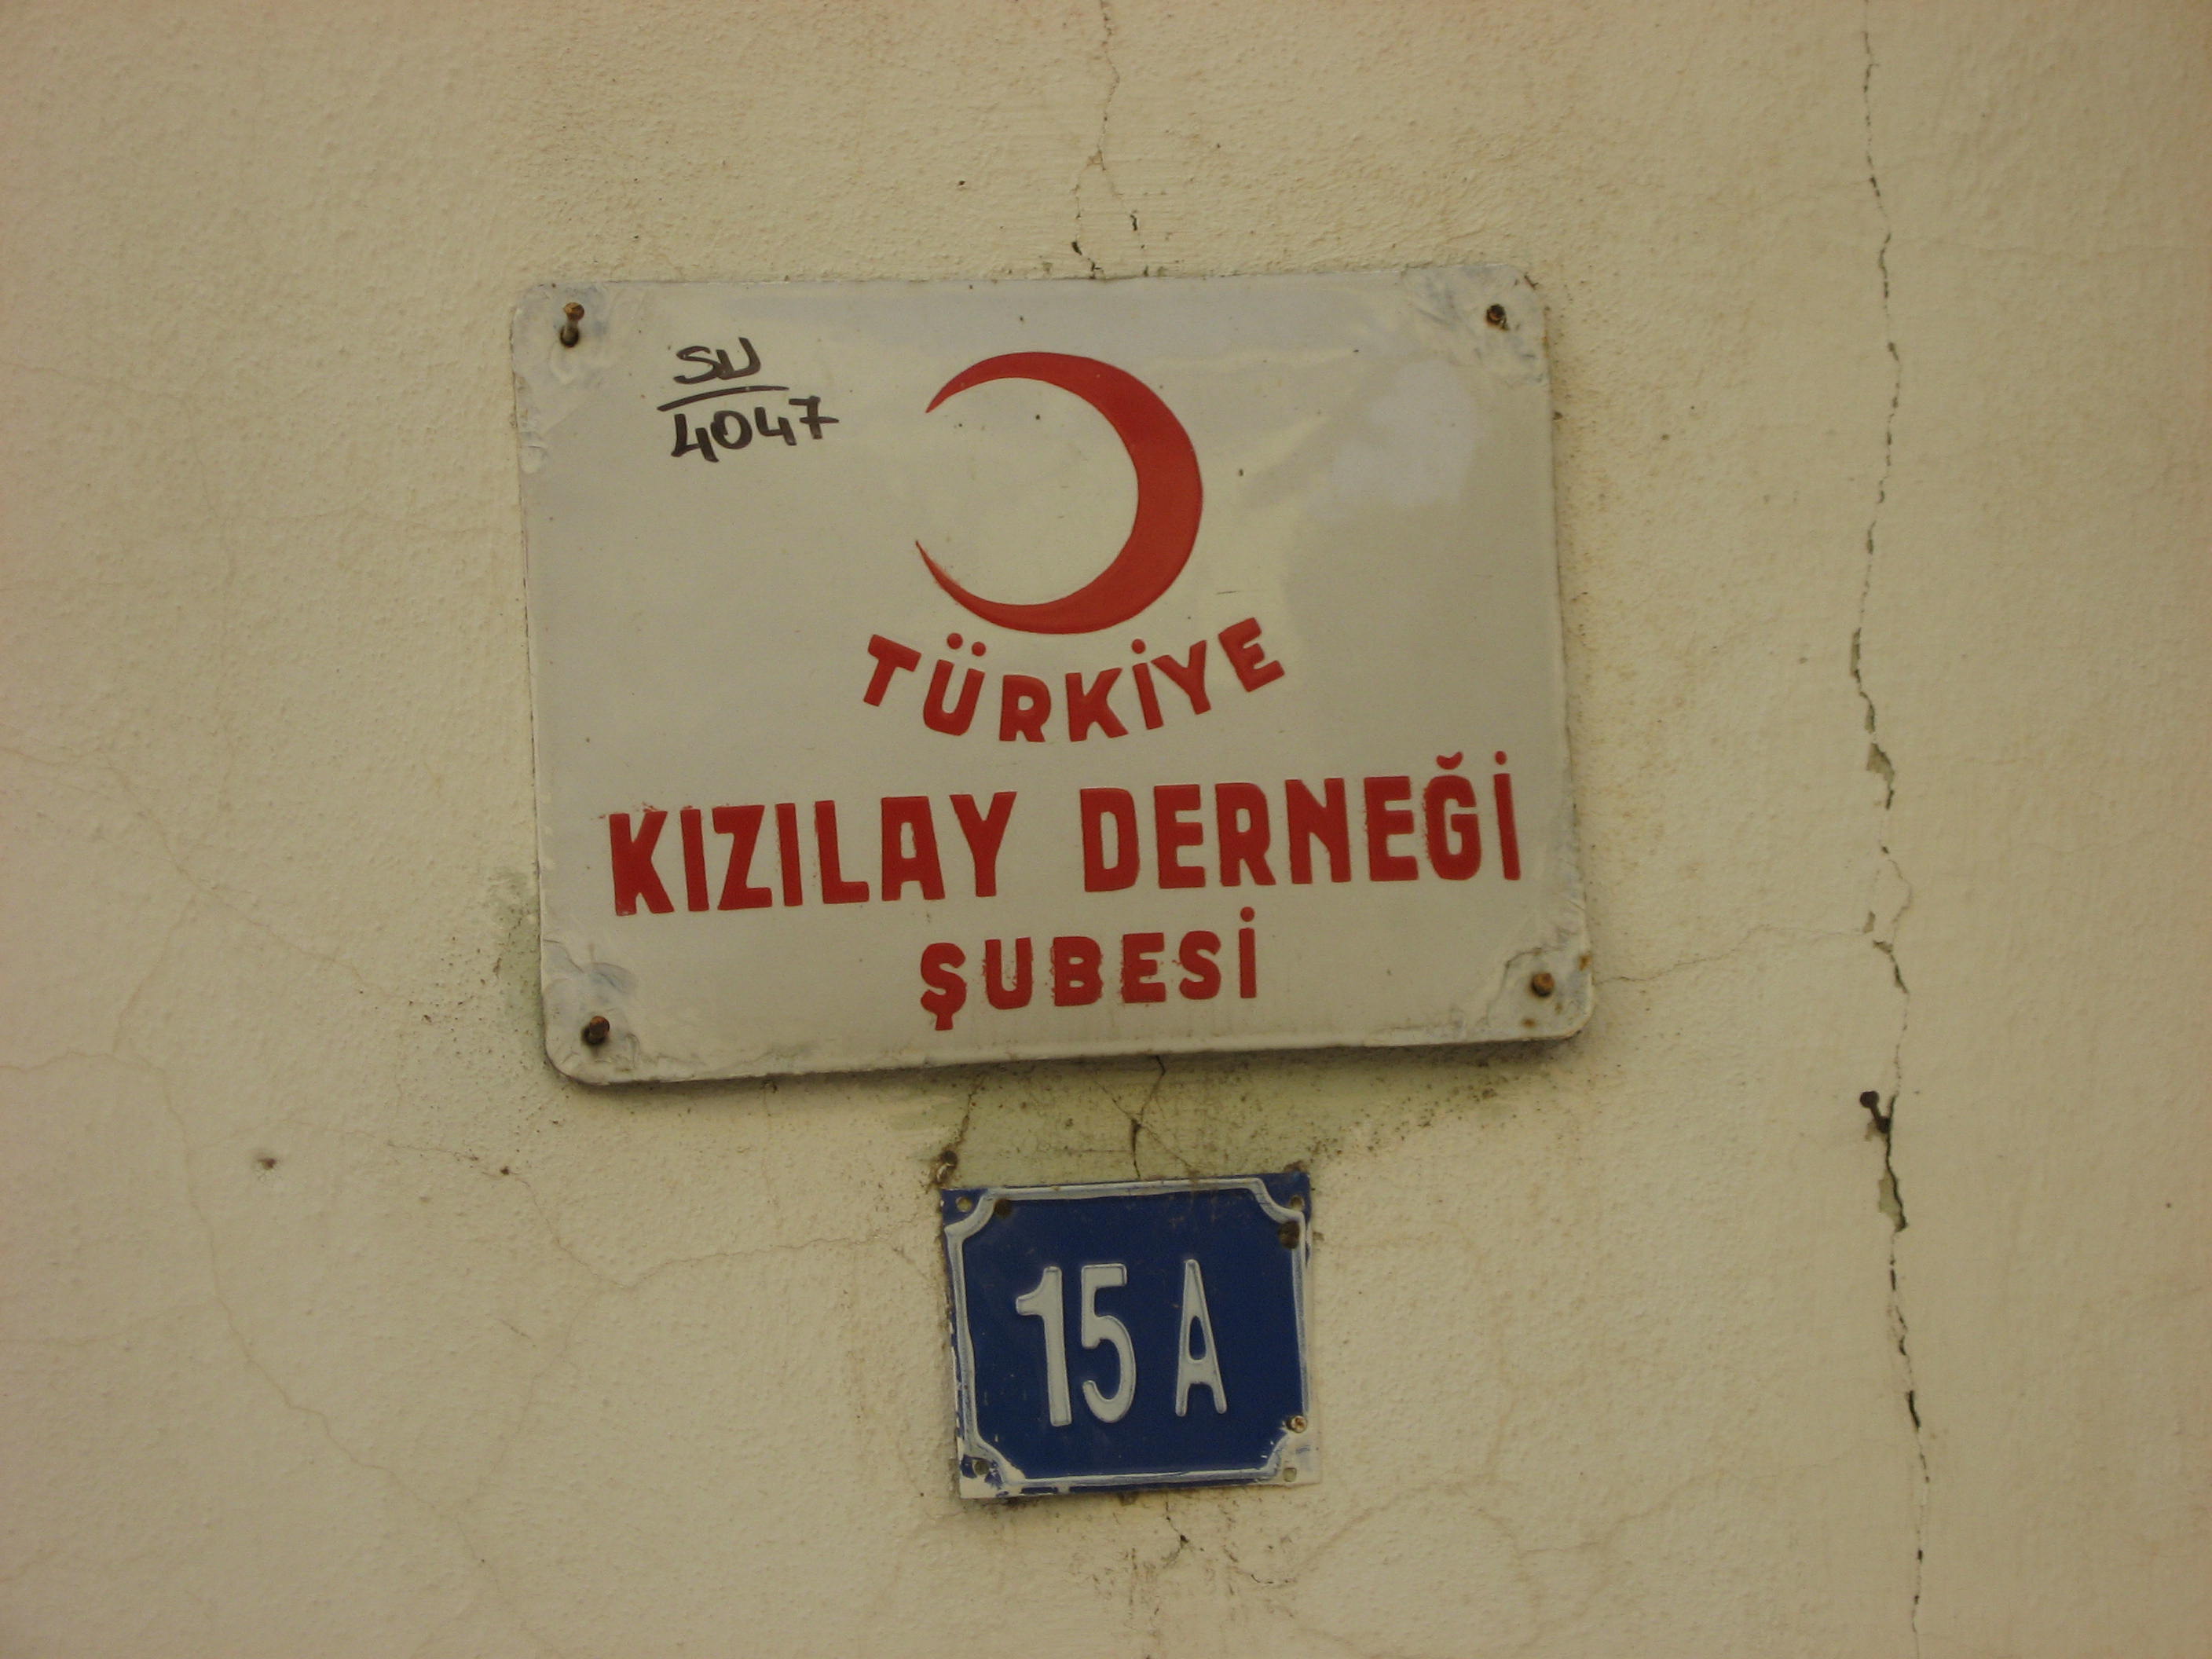 SU
4047
TÜRKİYE
KIZILAY DERNEĞİ
ŞUBESİ
15 A